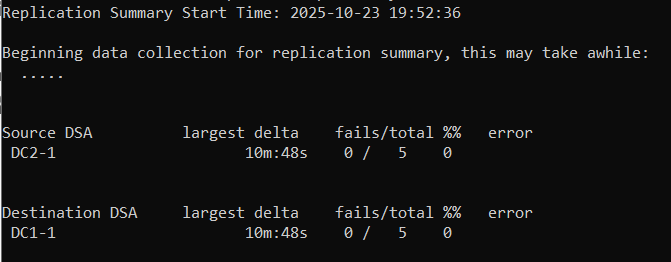 Replication Summary Start Time: 2025-10-23 19:52:36
Beginning data collection for replication summary, this may take awhile:
.....
Source DSA largest delta fails/total %% error
DC2-1 10m:48s 0 / 5 0
Destination DSA largest delta fails/total %% error
DC1-1 10m:48s 0 / 5 0